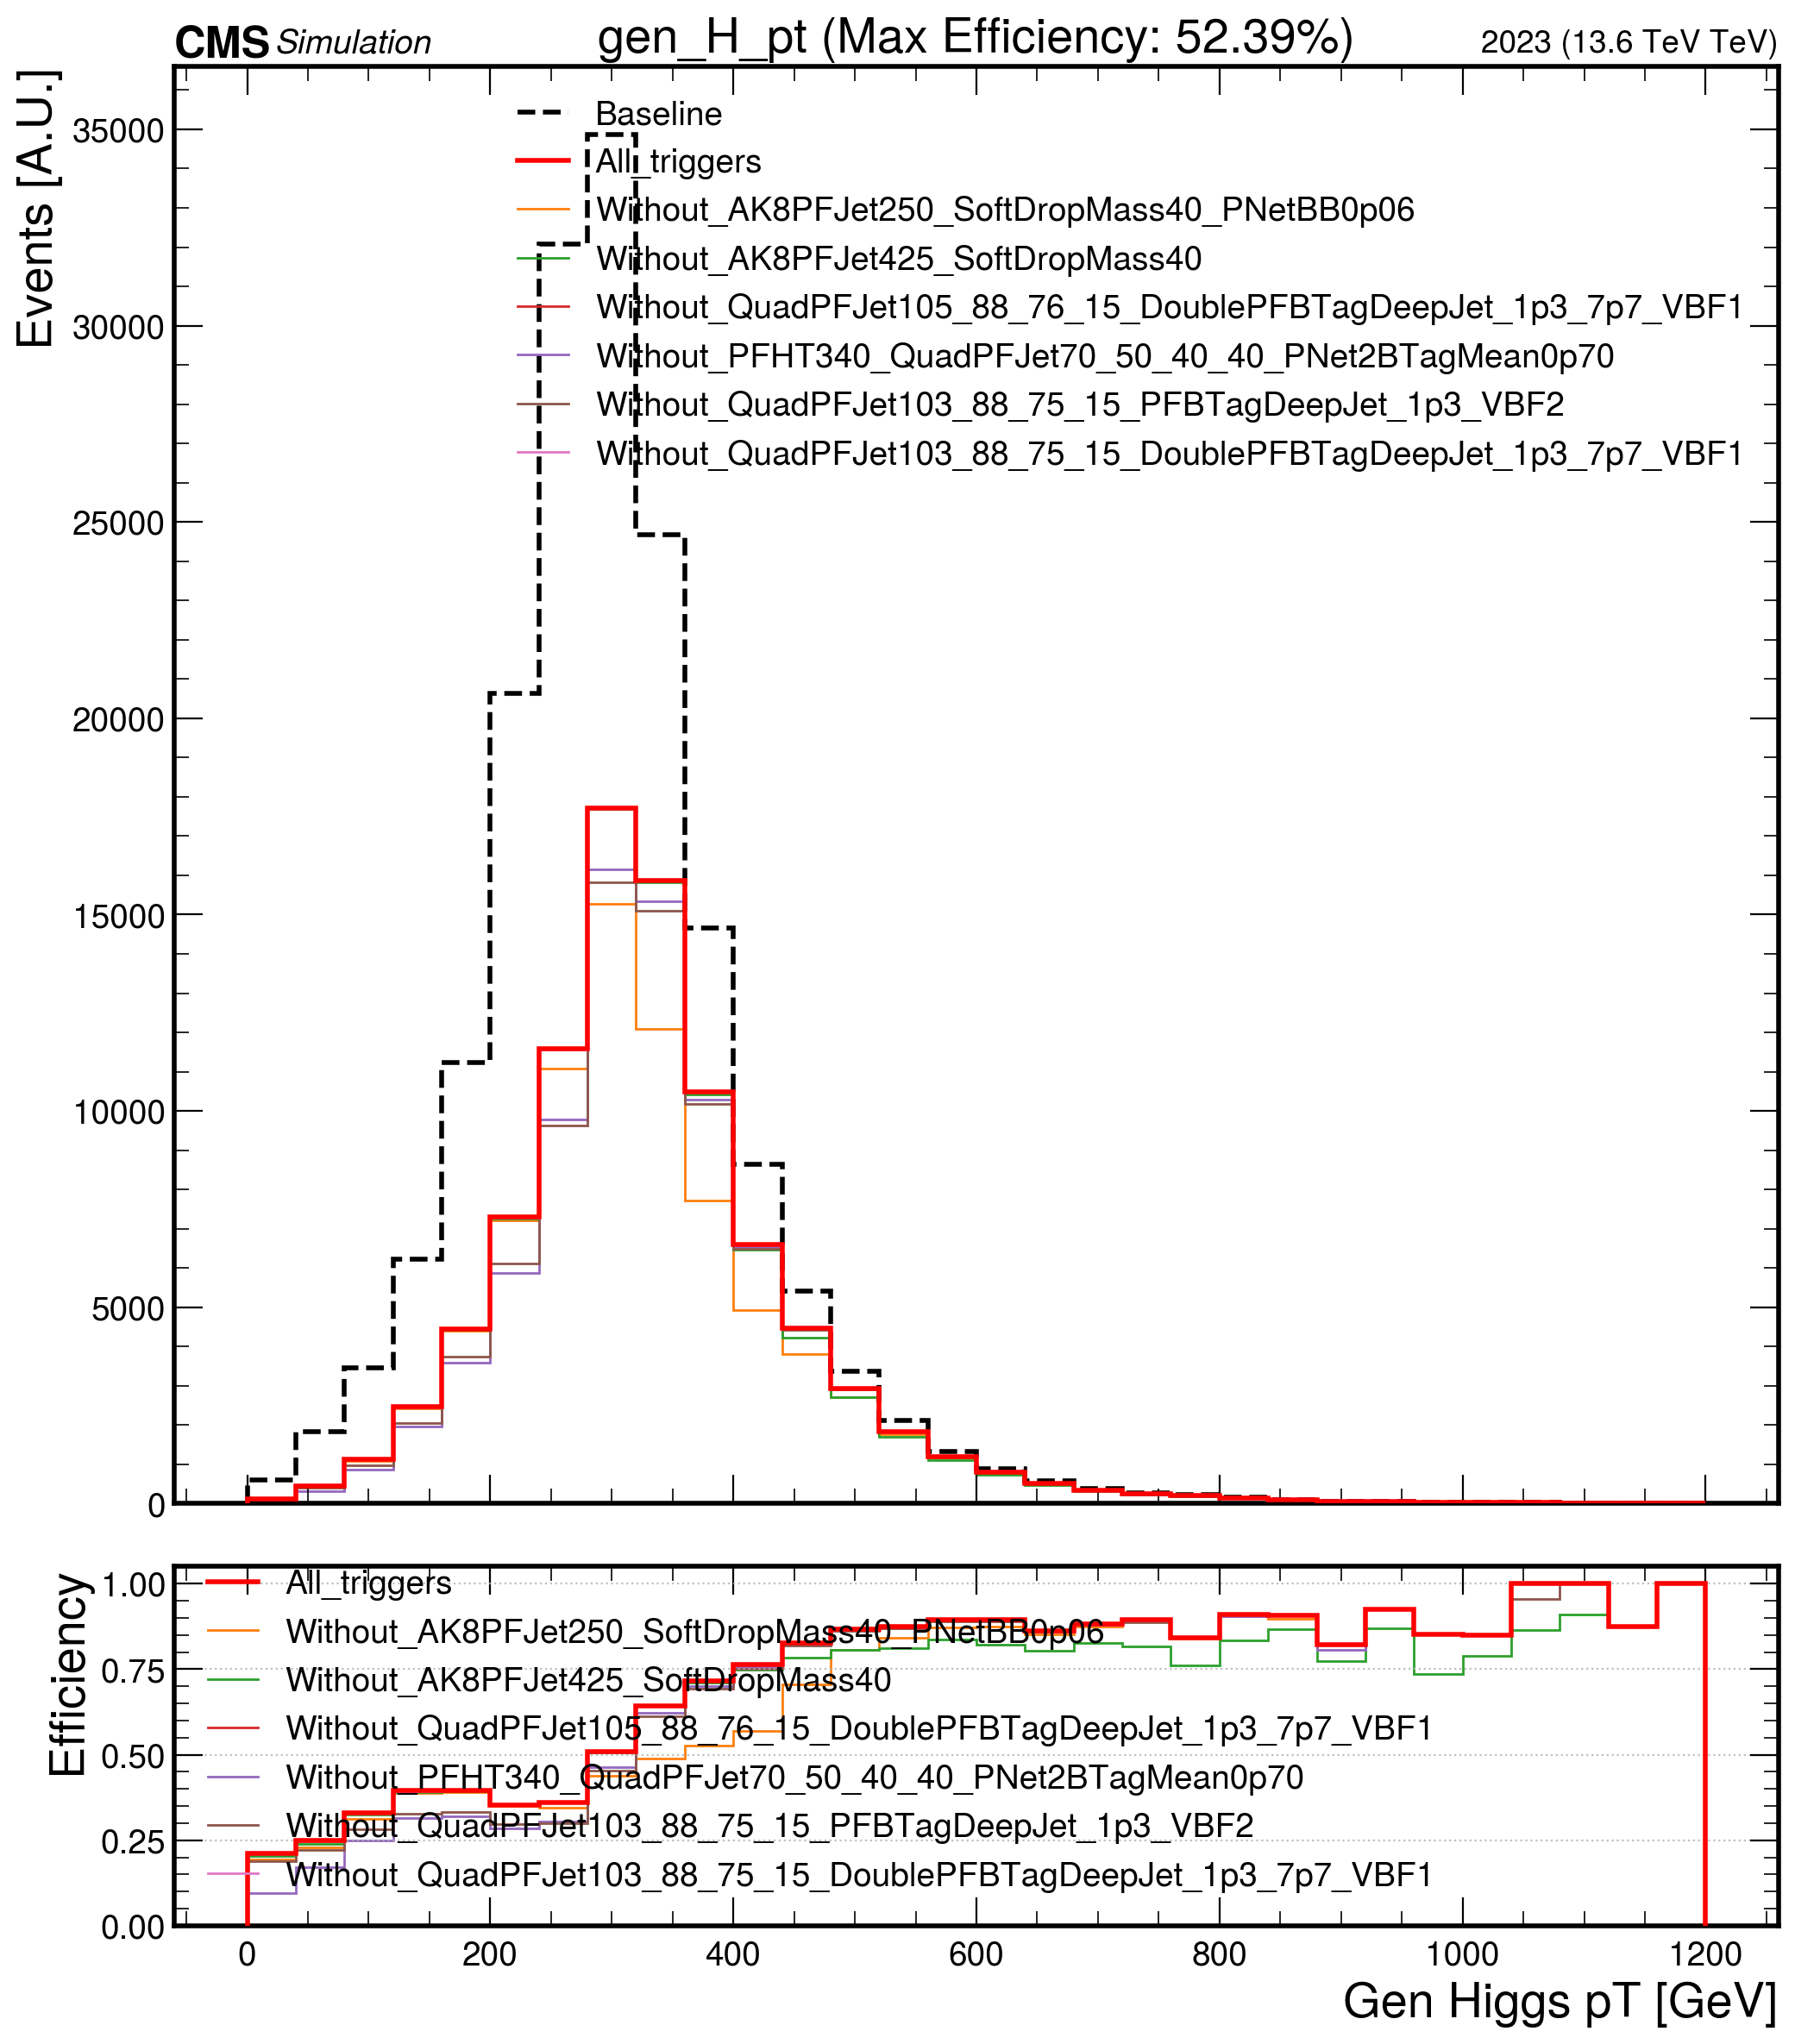 CMS Simulation gen_H_pt (Max Efficiency: 52.39%) 2023 (13.6 TeV TeV)
Events [A.U.]
35000
30000
25000
20000
15000
10000
5000
0
Baseline
All_triggers
Without_AK8PFJet250_SoftDropMass40_PNetBB0p06
Without_AK8PFJet425_SoftDropMass40
Without_QuadPFJet105_88_76_15_DoublePFBTagDeepJet_1p3_7p7_VBF1
Without_PFHT340_QuadPFJet70_50_40_40_PNet2BTagMean0p70
Without_QuadPFJet103_88_75_15_PFBTagDeepJet_1p3_VBF2
Without_QuadPFJet103_88_75_15_DoublePFBTagDeepJet_1p3_7p7_VBF1
Efficiency
1.00
0.75
0.50
0.25
0.00
All_triggers
Without_AK8PFJet250_SoftDropMass40_PNetBB0p06
Without_AK8PFJet425_SoftDropMass40
Without_QuadPFJet105_88_76_15_DoublePFBTagDeepJet_1p3_7p7_VBF1
Without_PFHT340_QuadPFJet70_50_40_40_PNet2BTagMean0p70
Without_QuadPFJet103_88_75_15_PFBTagDeepJet_1p3_VBF2
Without_QuadPFJet103_88_75_15_DoublePFBTagDeepJet_1p3_7p7_VBF1
0 200 400 600 800 1000 1200
Gen Higgs pT [GeV]